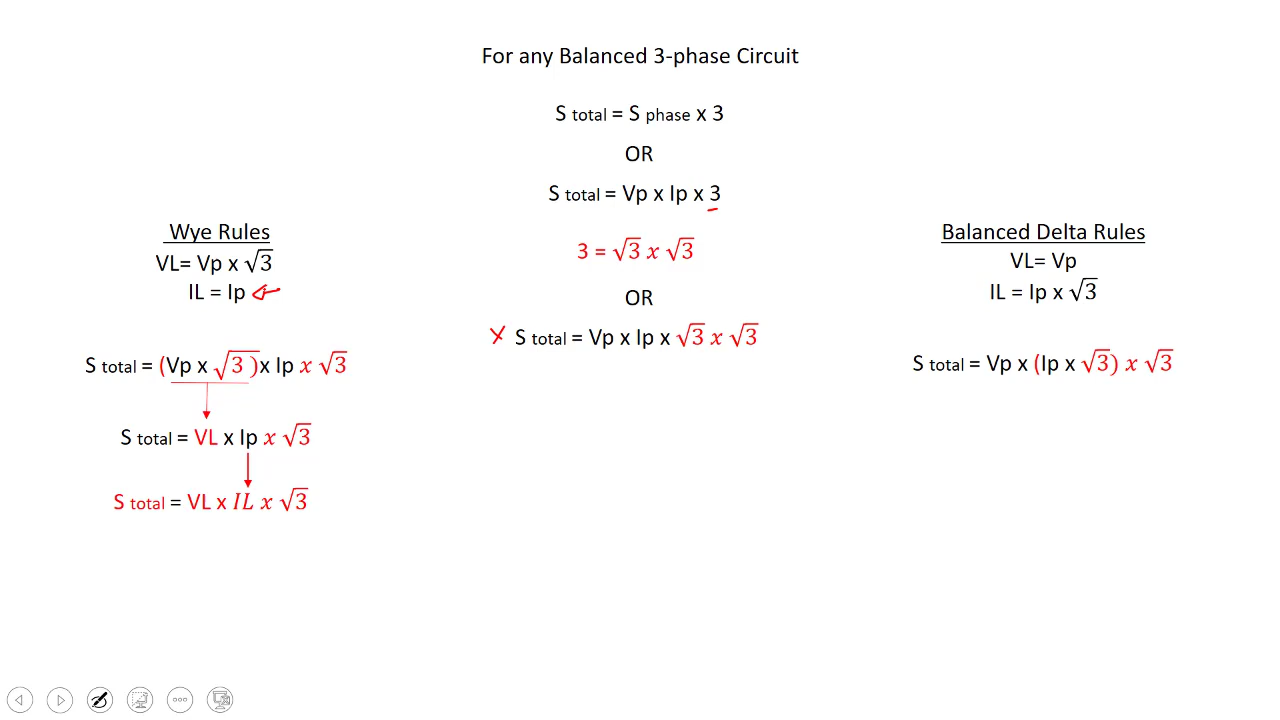 For any Balanced 3-phase Circuit
S total = S phase x 3
OR
S total = Vp x Ip x 3
3 = √3 x √3
OR
x S total = Vp x Ip x √3 x √3
Wye Rules
VL= Vp x √3
IL = Ip
S total = (Vp x √3 )x Ip x √3
S total = VL x Ip x √3
S total = VL x IL x √3
Balanced Delta Rules
VL= Vp
IL = Ip x √3
S total = Vp x (Ip x √3) x √3